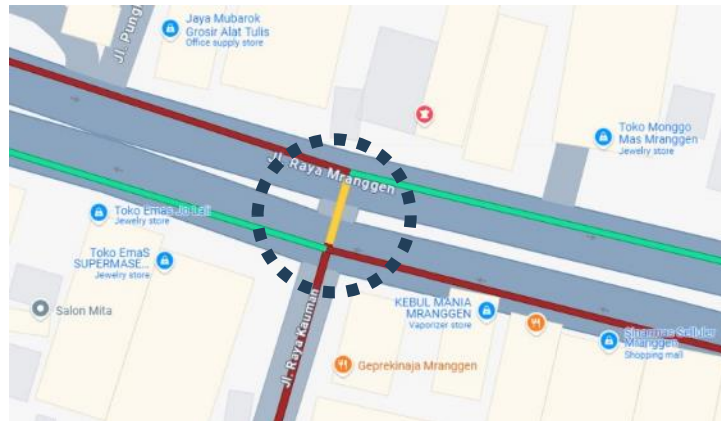 Jaya Mubarok
Grosir Alat Tulis
Office supply store
Jl. Pung
Toko Monggo
Mas Mranggen
Jewelry store
Jl. Raya Mranggen
Toko Emas
Jewelry store
Toko EmaS
SUPERMASE...
Jewelry store
Salon Mita
Jl. Raya Kauman
KEBUL MANIA
MRANGGEN
Vaporizer store
Geprekinaja Mranggen
Mranggen
Shopping mall